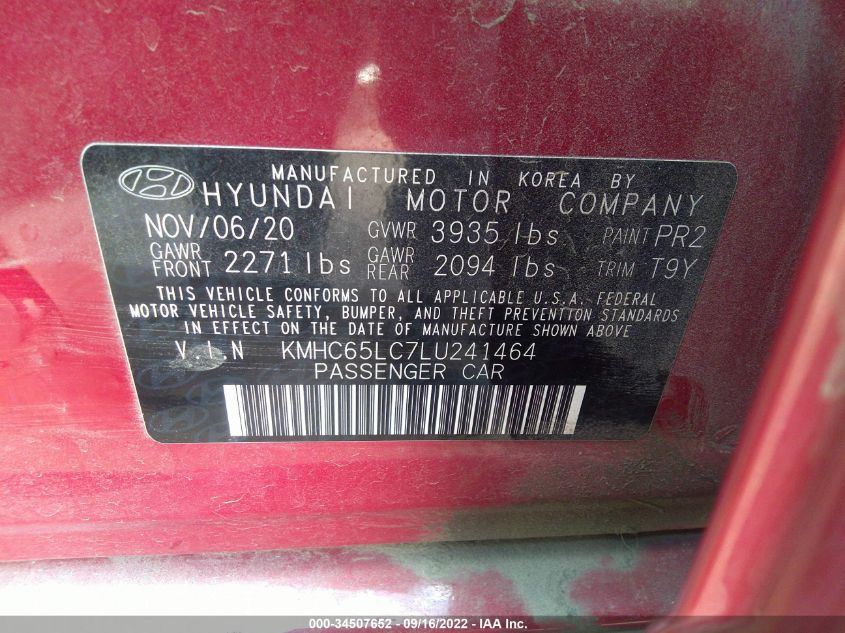 MANUFACTURED IN KOREA BY
HYUNDAI MOTOR COMPANY
NOV/06/20 GVWR 3935 lbs PAINT PR2
GAWR FRONT 2271 lbs GAWR REAR 2094 lbs TRIM T9Y
THIS VEHICLE CONFORMS TO ALL APPLICABLE U.S.A. FEDERAL
MOTOR VEHICLE SAFETY, BUMPER, AND THEFT PREVENTION STANDARDS
IN EFFECT ON THE DATE OF MANUFACTURE SHOWN ABOVE
V.I.N KMHC65LC7LU241464
PASSENGER CAR
000-34507652 - 09/16/2022 - IAA Inc.